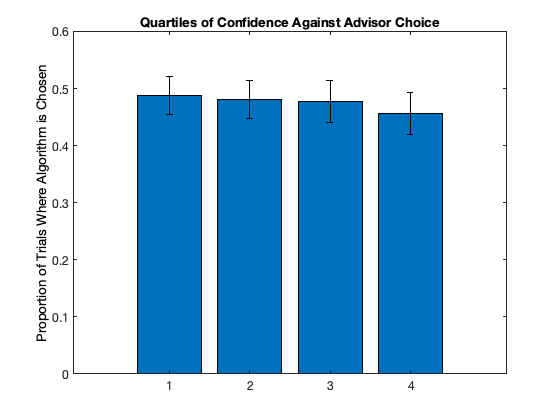 Quartiles of Confidence Against Advisor Choice
Proportion of Trials Where Algorithm is Chosen
0.6
0.5
0.4
0.3
0.2
0.1
0
1 2 3 4